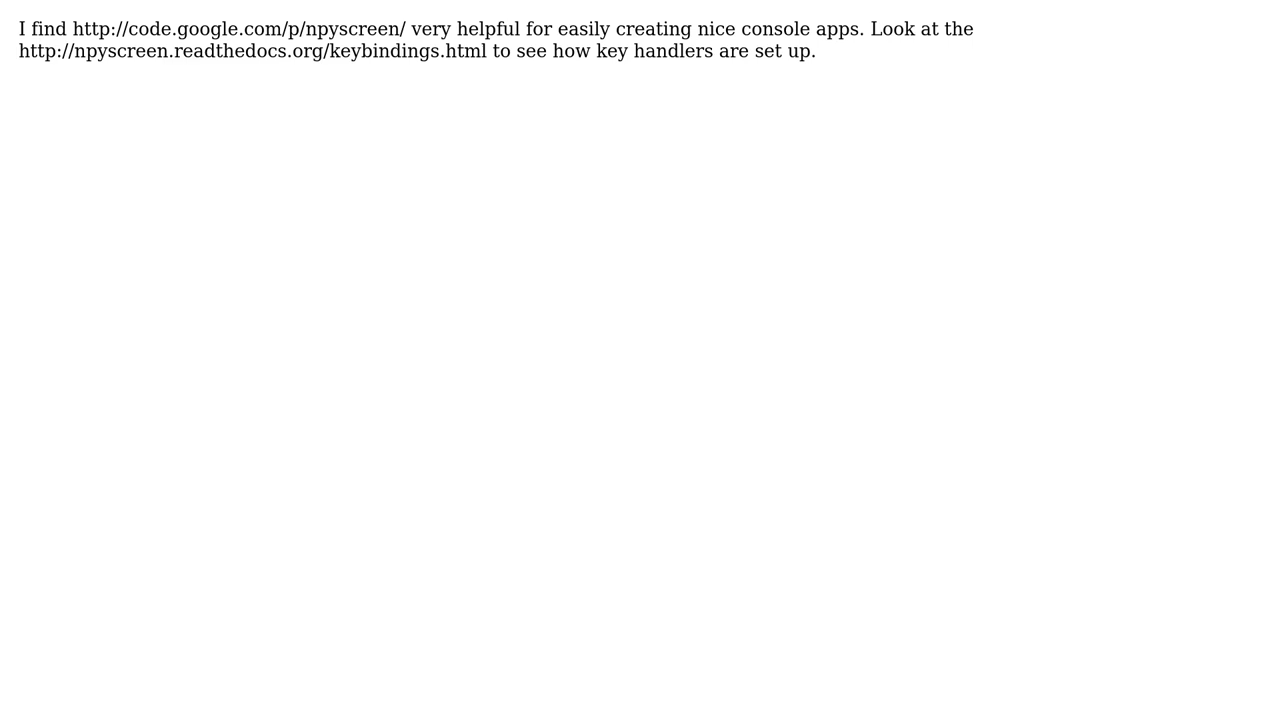 I find http://code.google.com/p/npyscreen/ very helpful for easily creating nice console apps. Look at the
http://npyscreen.readthedocs.org/keybindings.html to see how key handlers are set up.